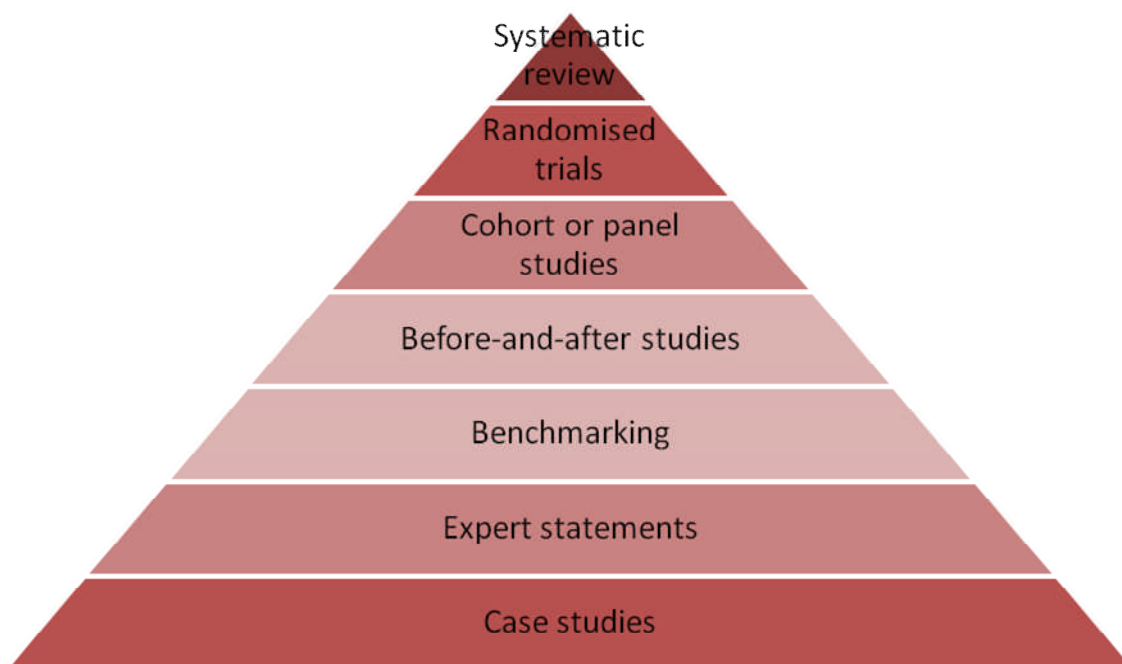 Systematic
review
Randomised
trials
Cohort or panel
studies
Before-and-after studies
Benchmarking
Expert statements
Case studies